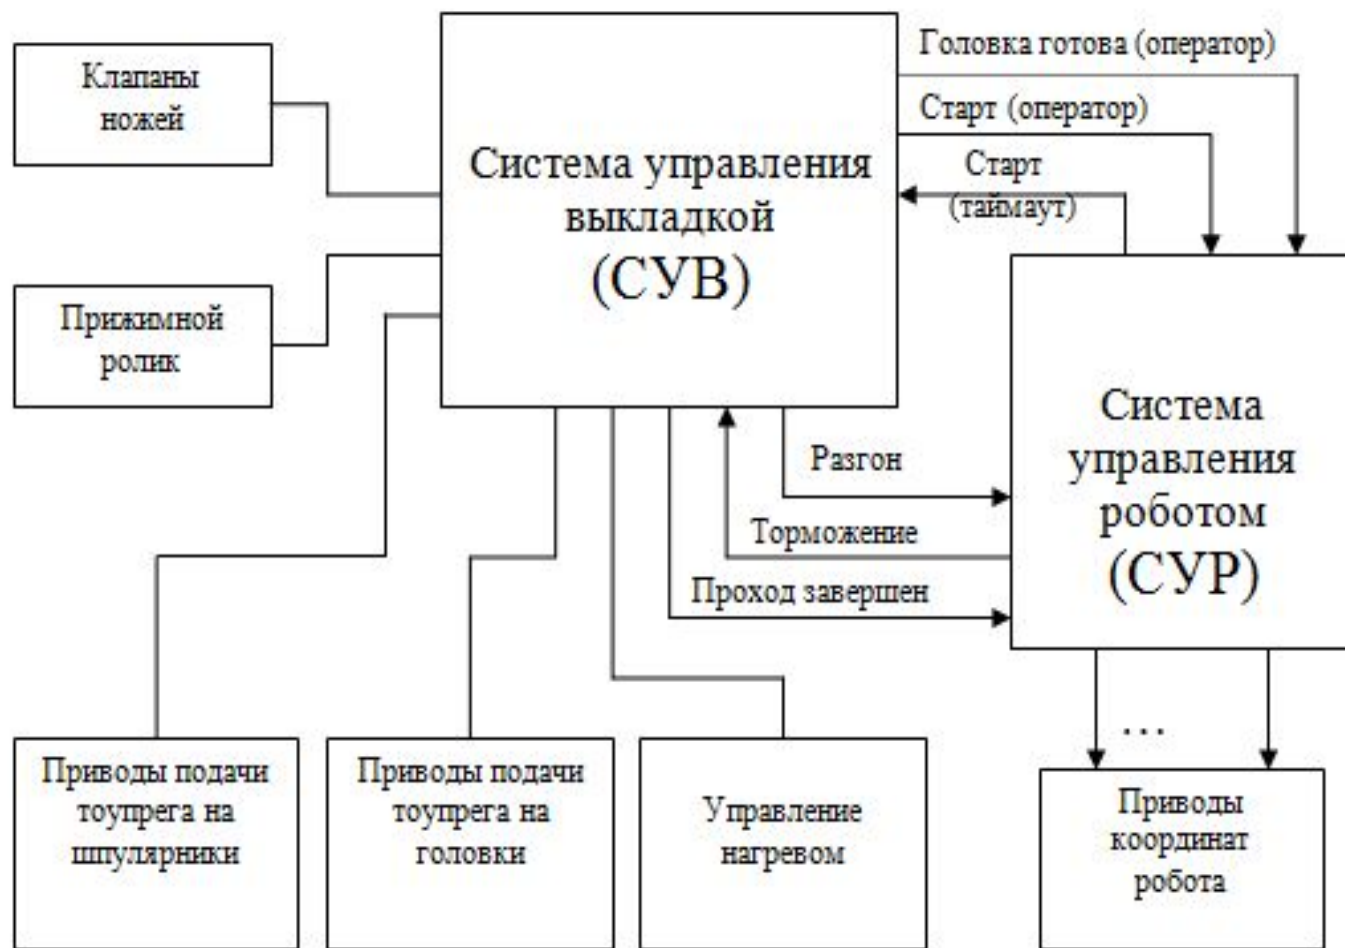 Клапаны
ножей
Прижимной
ролик
Система управления
выкладкой
(СУВ)
Головка готова (оператор)
Старт (оператор)
Старт
(таймаут)
Разгон
Торможение
Проход завершен
Система
управления
роботом
(СУР)
Приводы подачи
тоупрега на
шпулярники
Приводы подачи
тоупрега на
головки
Управление
нагревом
...
Приводы
координат
робота